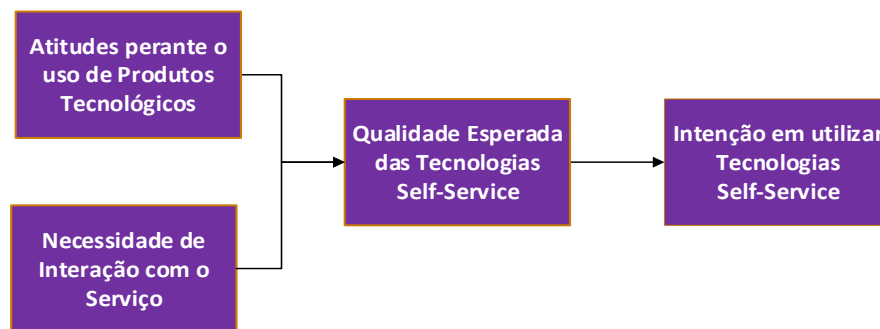 Atitudes perante o
uso de Produtos
Tecnológicos
Qualidade Esperada
das Tecnologias
Self-Service
Intenção em utilizar
Tecnologias
Self-Service
Necessidade de
Interação com o
Serviço